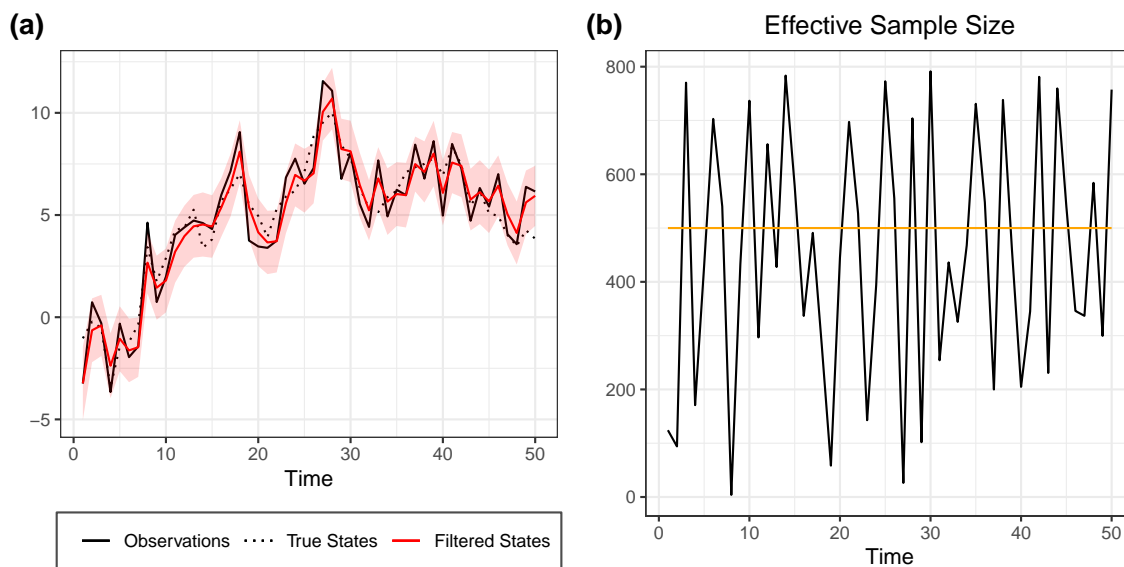 (a)
10
5
0
−5
0 10 20 30 40 50
Time
Observations True States Filtered States
(b) Effective Sample Size
800
600
400
200
0
0 10 20 30 40 50
Time